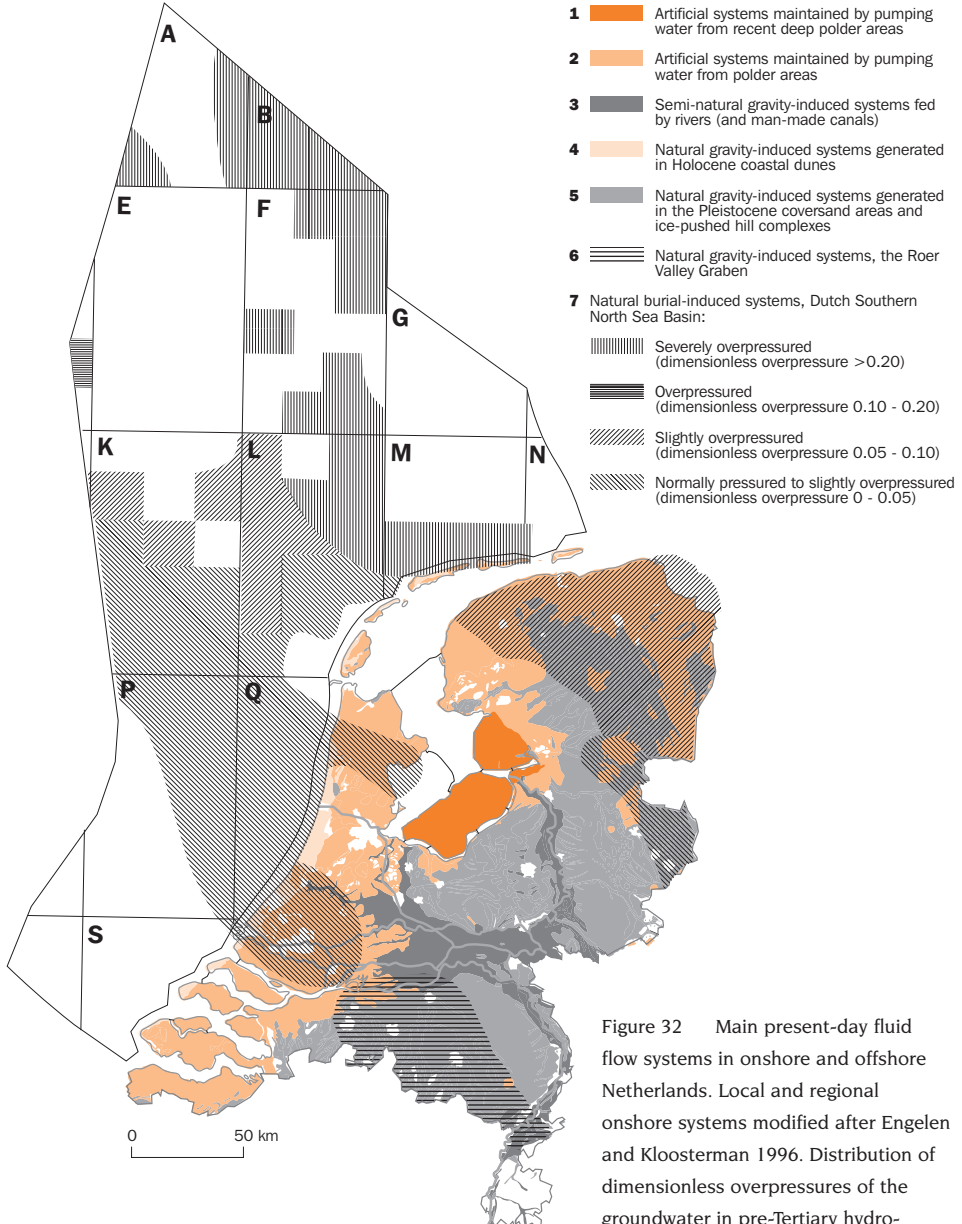 A
B
E
F
G
K
L
M
N
P
Q
S
0 50 km
1 Artificial systems maintained by pumping
water from recent deep polder areas
2 Artificial systems maintained by pumping
water from polder areas
3 Semi-natural gravity-induced systems fed
by rivers (and man-made canals)
4 Natural gravity-induced systems generated
in Holocene coastal dunes
5 Natural gravity-induced systems generated
in the Pleistocene coversand areas and
ice-pushed hill complexes
6 Natural gravity-induced systems, the Roer
Valley Graben
7 Natural burial-induced systems, Dutch Southern
North Sea Basin:
Severely overpressured
(dimensionless overpressure >0.20)
Overpressured
(dimensionless overpressure 0.10 - 0.20)
Slightly overpressured
(dimensionless overpressure 0.05 - 0.10)
Normally pressured to slightly overpressured
(dimensionless overpressure 0 - 0.05)
Figure 32 Main present-day fluid
flow systems in onshore and offshore
Netherlands. Local and regional
onshore systems modified after Engelen
and Kloosterman 1996. Distribution of
dimensionless overpressures of the
groundwater in pre-Tertiary hydro-